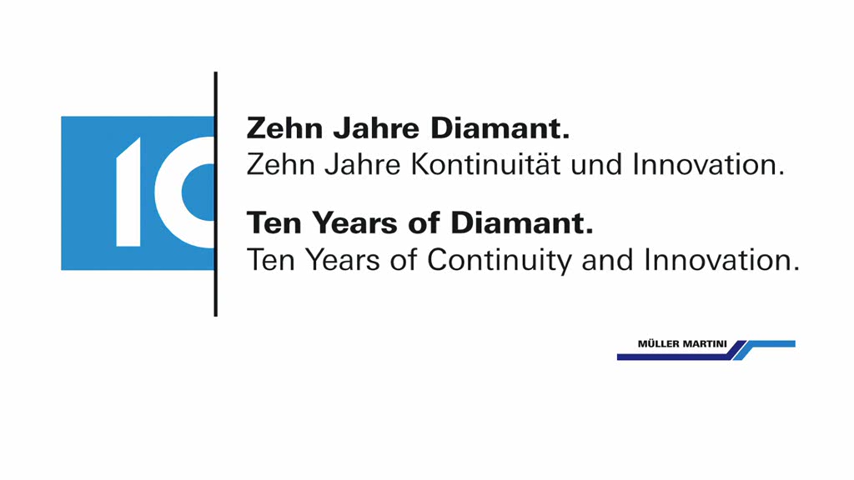 10
Zehn Jahre Diamant.
Zehn Jahre Kontinuität und Innovation.
Ten Years of Diamant.
Ten Years of Continuity and Innovation.
MÜLLER MARTINI